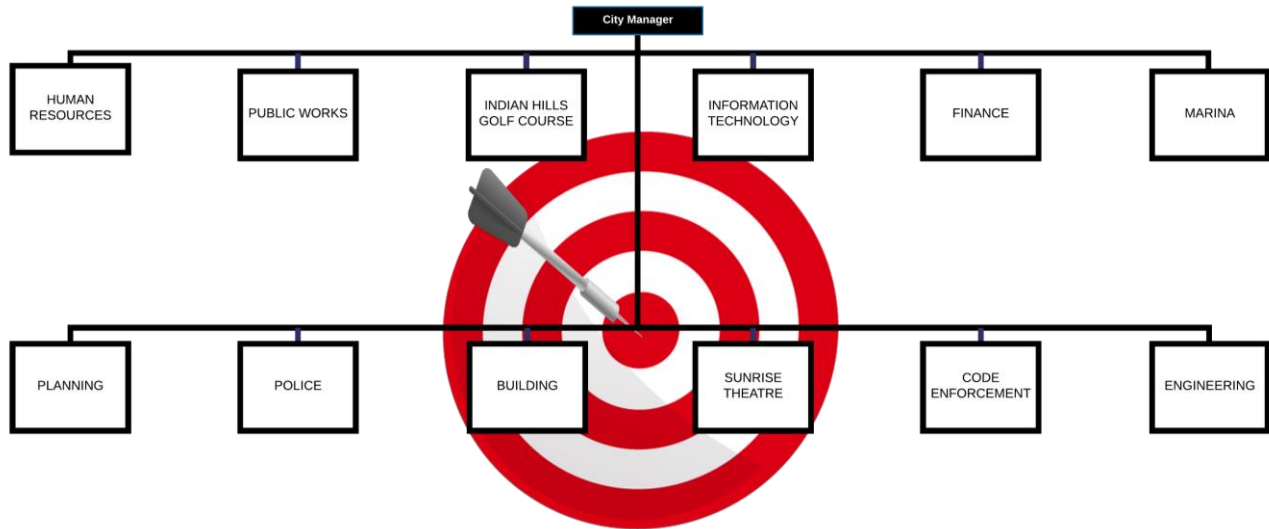 City Manager
HUMAN
RESOURCES
PUBLIC WORKS
INDIAN HILLS
GOLF COURSE
INFORMATION
TECHNOLOGY
FINANCE
MARINA
PLANNING
POLICE
BUILDING
SUNRISE
THEATRE
CODE
ENFORCEMENT
ENGINEERING